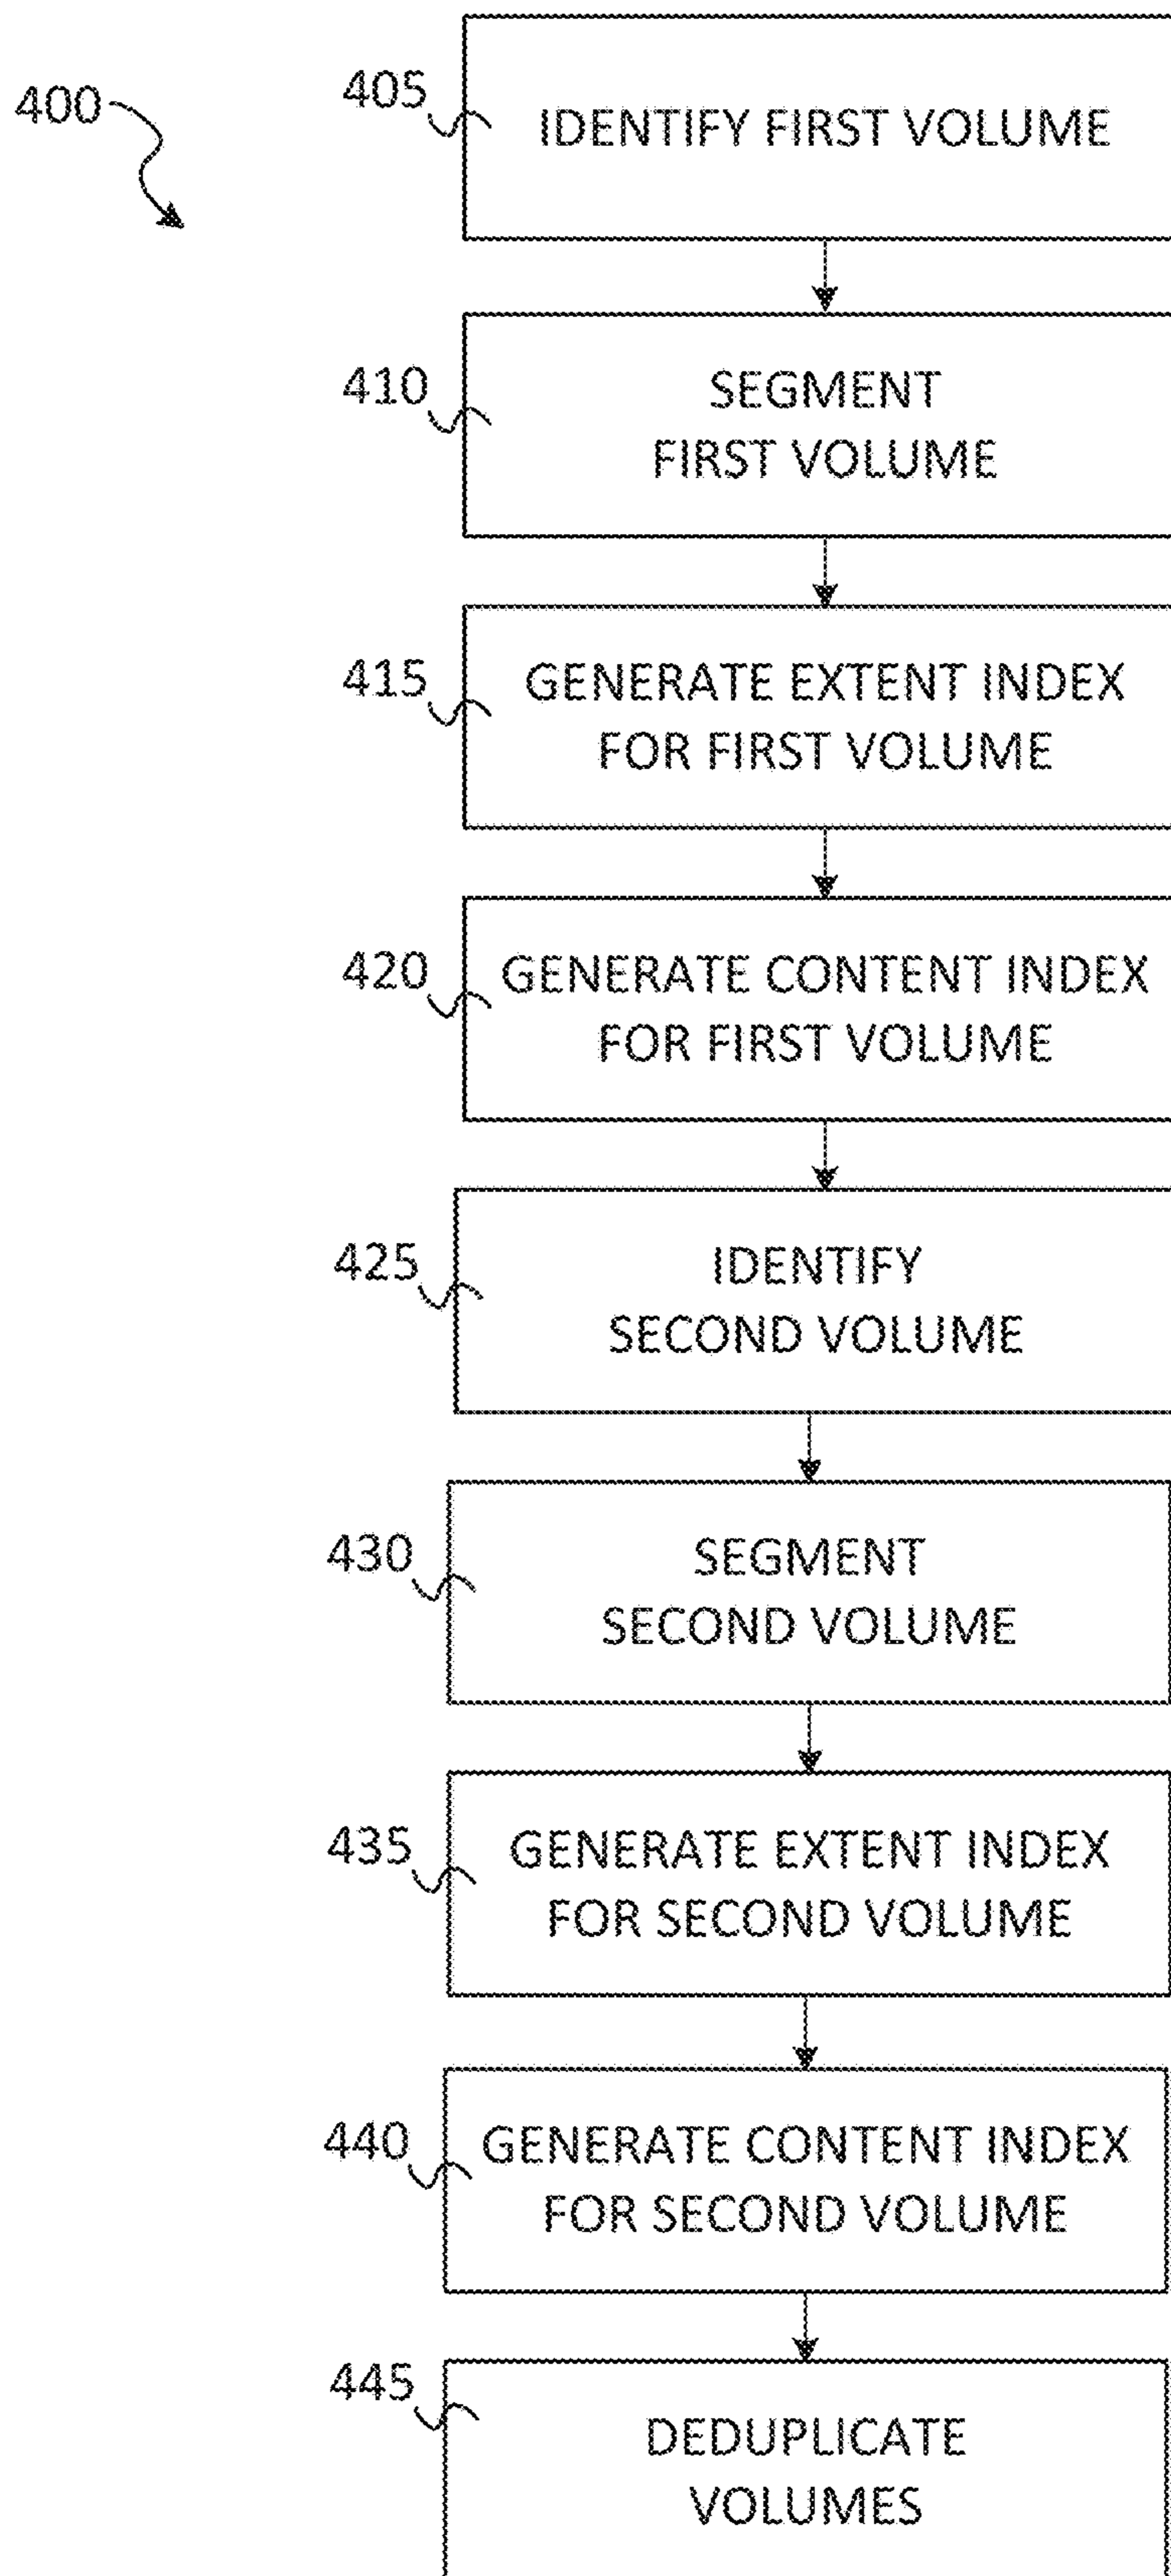 400
405
IDENTIFY FIRST VOLUME
410
SEGMENT
FIRST VOLUME
415
GENERATE EXTENT INDEX
FOR FIRST VOLUME
420
GENERATE CONTENT INDEX
FOR FIRST VOLUME
425
IDENTIFY
SECOND VOLUME
430
SEGMENT
SECOND VOLUME
435
GENERATE EXTENT INDEX
FOR SECOND VOLUME
440
GENERATE CONTENT INDEX
FOR SECOND VOLUME
445
DEDUPLICATE
VOLUMES